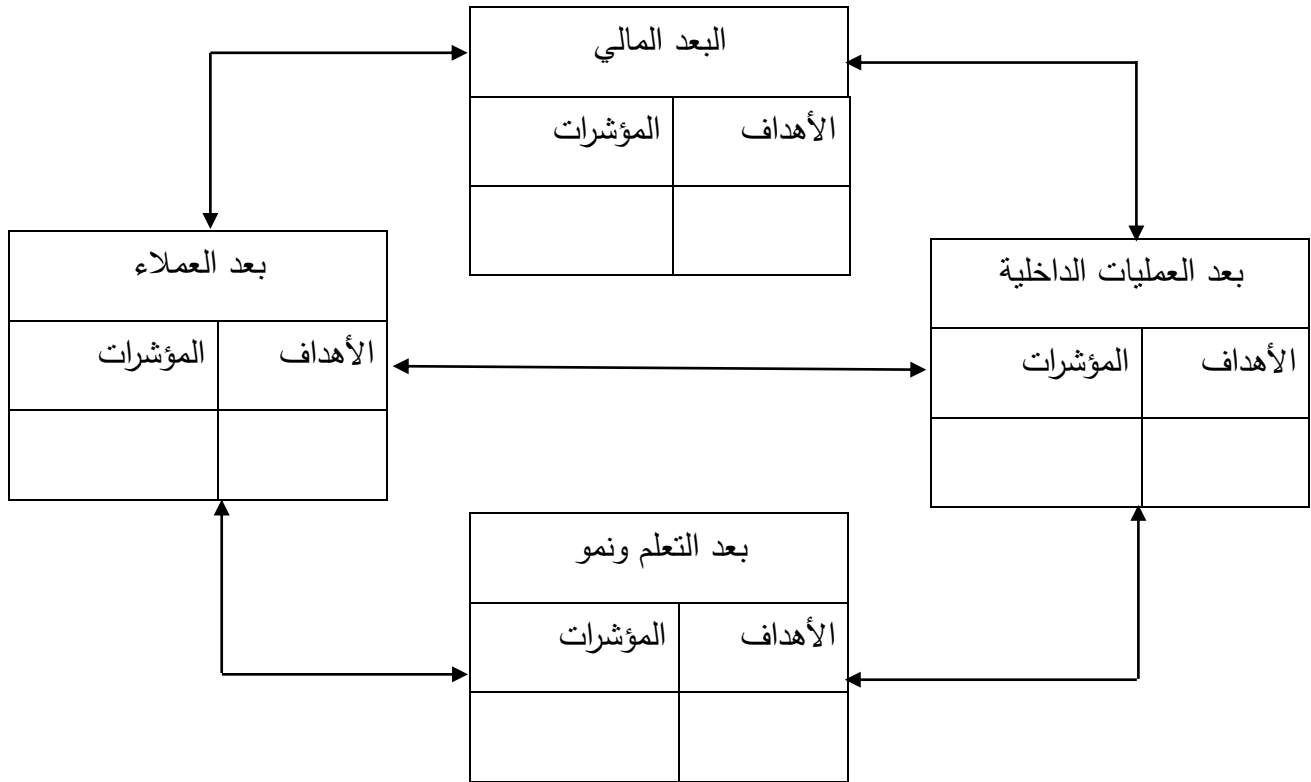 البعد المالي
الأهداف المؤشرات
بعد العمليات الداخلية
الأهداف المؤشرات
بعد العملاء
الأهداف المؤشرات
بعد التعلم ونمو
الأهداف المؤشرات